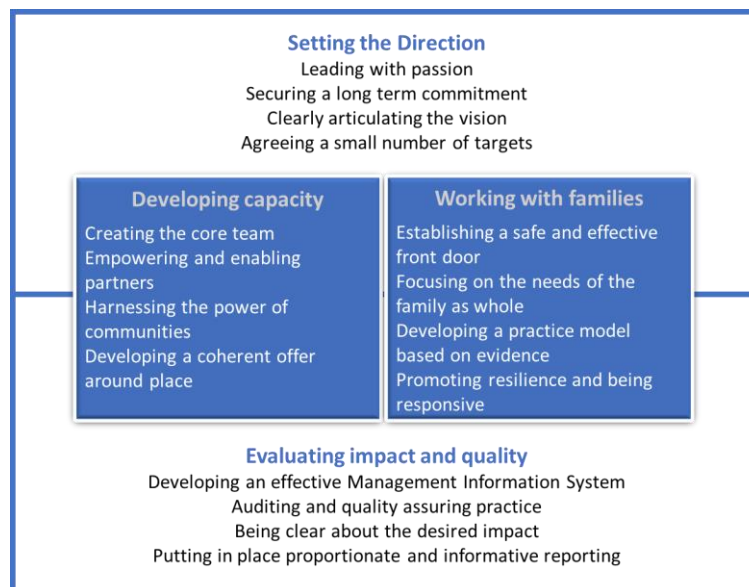 Setting the Direction
Leading with passion
Securing a long term commitment
Clearly articulating the vision
Agreeing a small number of targets
Developing capacity
Creating the core team
Empowering and enabling
partners
Harnessing the power of
communities
Developing a coherent offer
around place
Working with families
Establishing a safe and effective
front door
Focusing on the needs of the
family as whole
Developing a practice model
based on evidence
Promoting resilience and being
responsive
Evaluating impact and quality
Developing an effective Management Information System
Auditing and quality assuring practice
Being clear about the desired impact
Putting in place proportionate and informative reporting